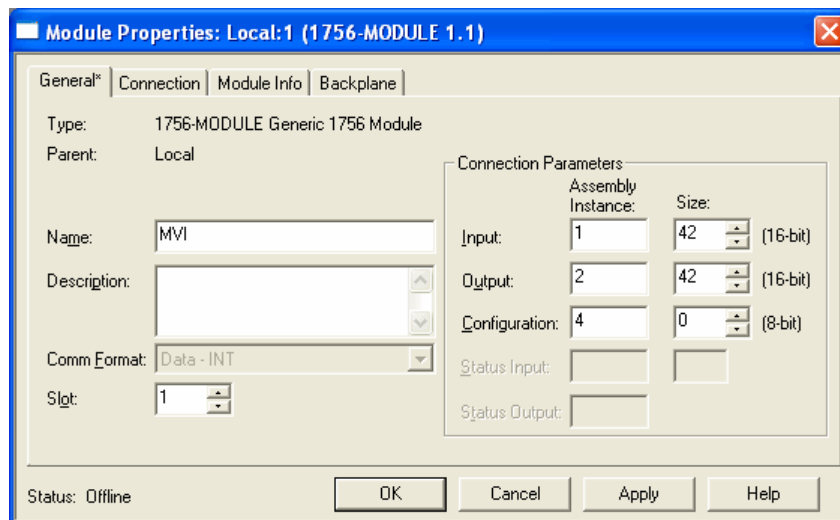 Module Properties: Local:1 (1756-MODULE 1.1)
General* Connection Module Info Backplane
Type: 1756-MODULE Generic 1756 Module
Parent: Local
Name: MVI
Description:
Comm Format: Data - INT
Slot: 1
Connection Parameters
Assembly Instance: Size:
Input: 1 42 (16-bit)
Output: 2 42 (16-bit)
Configuration: 4 0 (8-bit)
Status Input:
Status Output:
Status: Offline
OK Cancel Apply Help